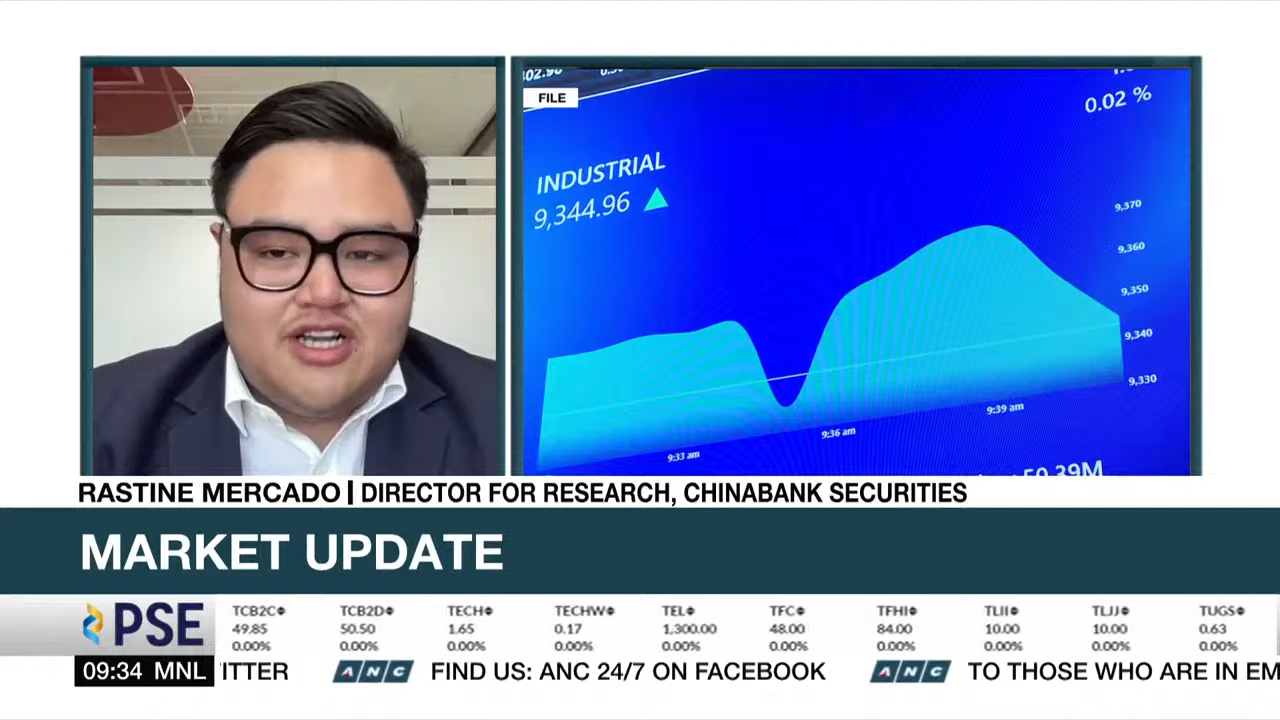 402.96
FILE
0.02 %
INDUSTRIAL
9,344.96
9,370
9,360
9,350
9,340
9,330
9:33 am
9:36 am
9:39 am
RASTINE MERCADO | DIRECTOR FOR RESEARCH, CHINABANK SECURITIES
MARKET UPDATE
PSE
TCB2C TCB2D TECH TECHW TEL TFC TFHI TLII TLJJ TUGS
49.85 50.50 1.65 0.17 1,300.00 48.00 84.00 10.00 10.00 0.63
0.00% 0.00% 0.00% 0.00% 0.00% 0.00% 0.00% 0.00% 0.00% 0.00%
09:34 MNL ITTER ANC FIND US: ANC 24/7 ON FACEBOOK ANC TO THOSE WHO ARE IN EM